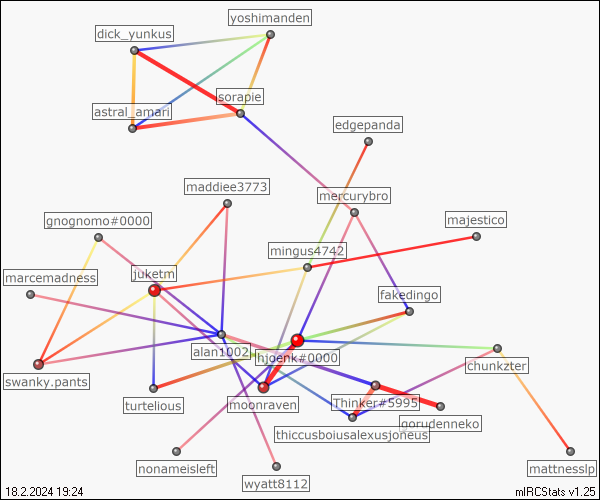 yoshimanden
dick_yunkus
sorapie
astral_amari
edgepanda
maddiee3773
mercurybro
gnognomo#0000
majestico
mingus4742
marcemadness
juketm
fakedingo
alan1002
hjoenk#0000
chunkzter
swanky.pants
turtelious
moonraven
Thinker#5995
gorudenneko
thiccusboiusalexusjoneus
nonameisleft
mattnesslp
wyatt8112
18.2.2024 19:24
mIRCStats v1.25